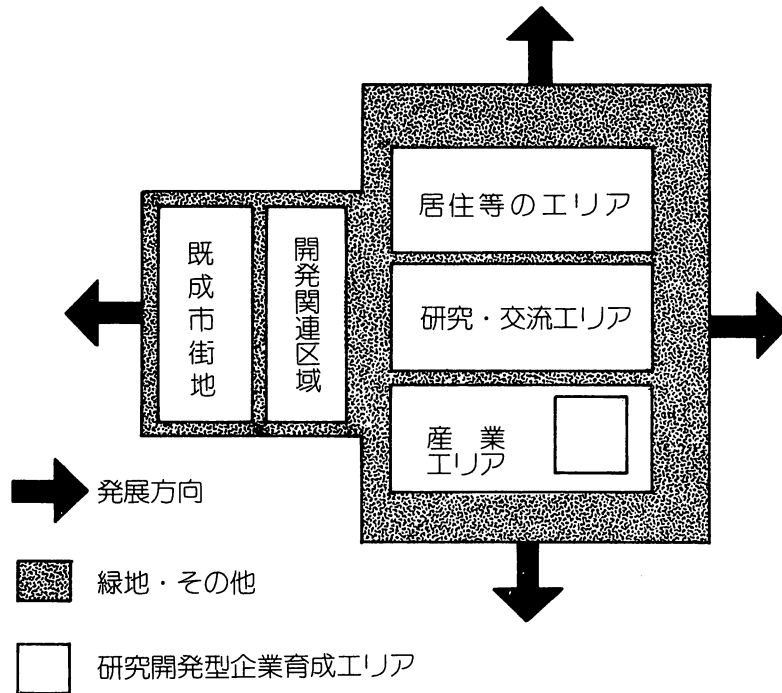 居住等のエリア
研究・交流エリア
産業
エリア
開発関連区域
既成市街地
発展方向
緑地・その他
研究開発型企業育成エリア